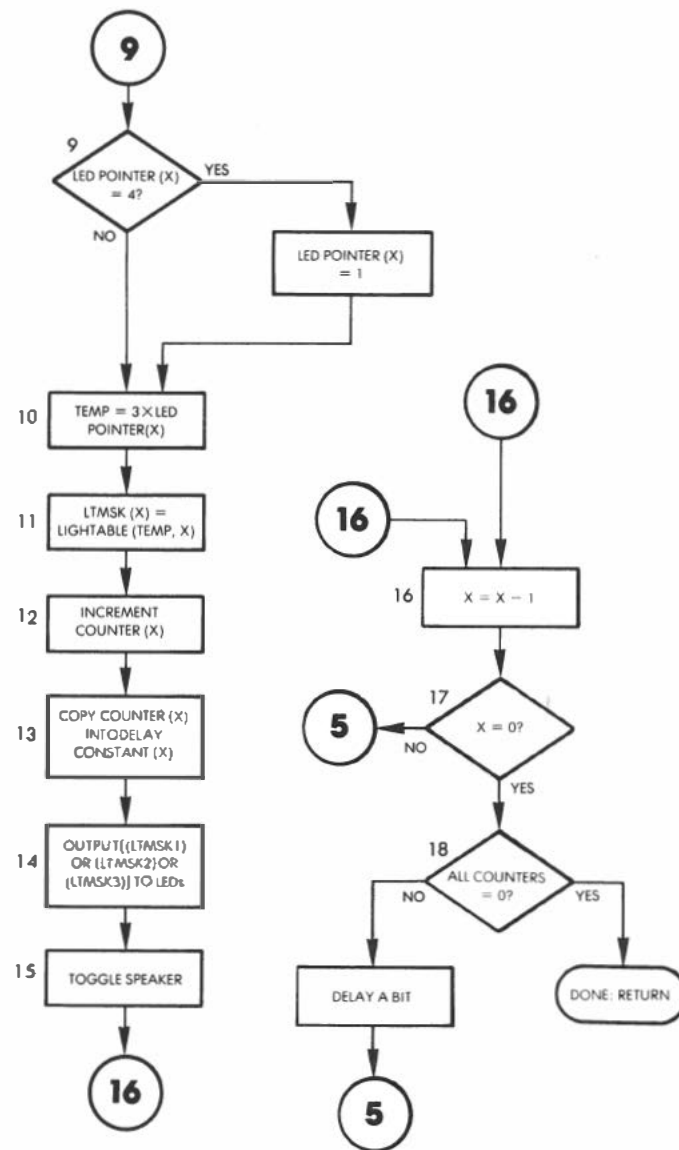 9
9
LED POINTER (X)
= 4?
YES
NO
LED POINTER (X)
= 1
10
TEMP = 3×LED
POINTER(X)
11
LTMSK (X) =
LIGHTABLE (TEMP, X)
12
INCREMENT
COUNTER (X)
13
COPY COUNTER (X)
INTODELAY
CONSTANT (X)
14
OUTPUT[(LTMSK1)
OR (LTMSK2) OR
(LTMSK3)] TO LEDs
15
TOGGLE SPEAKER
16
16
16
16
X = X − 1
17
X = 0?
NO
5
YES
18
ALL COUNTERS
= 0?
NO
YES
DELAY A BIT
DONE: RETURN
5